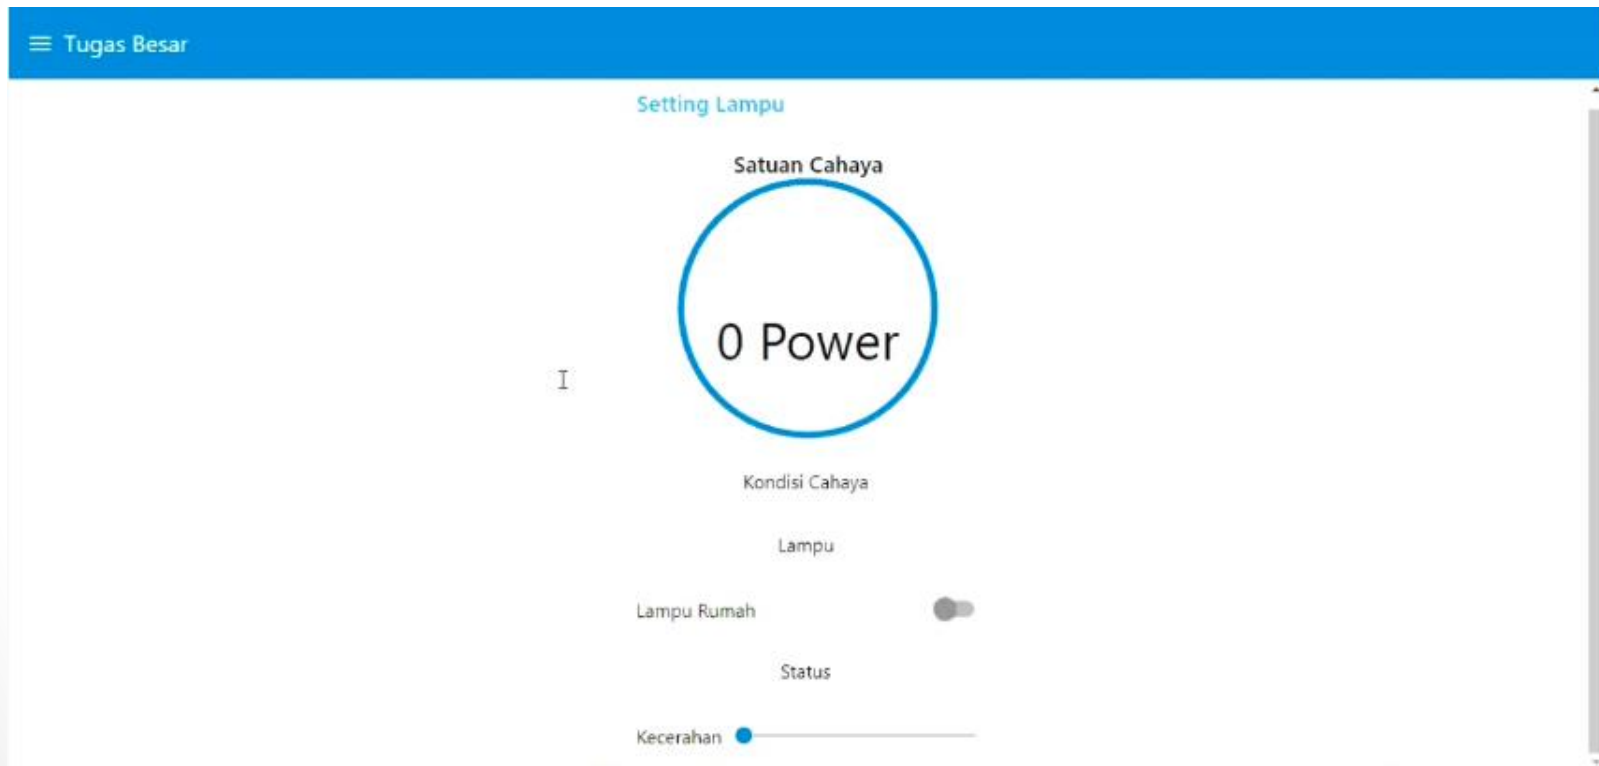 Tugas Besar
Setting Lampu
Satuan Cahaya
0 Power
Kondisi Cahaya
Lampu
Lampu Rumah
Status
Kecerahan